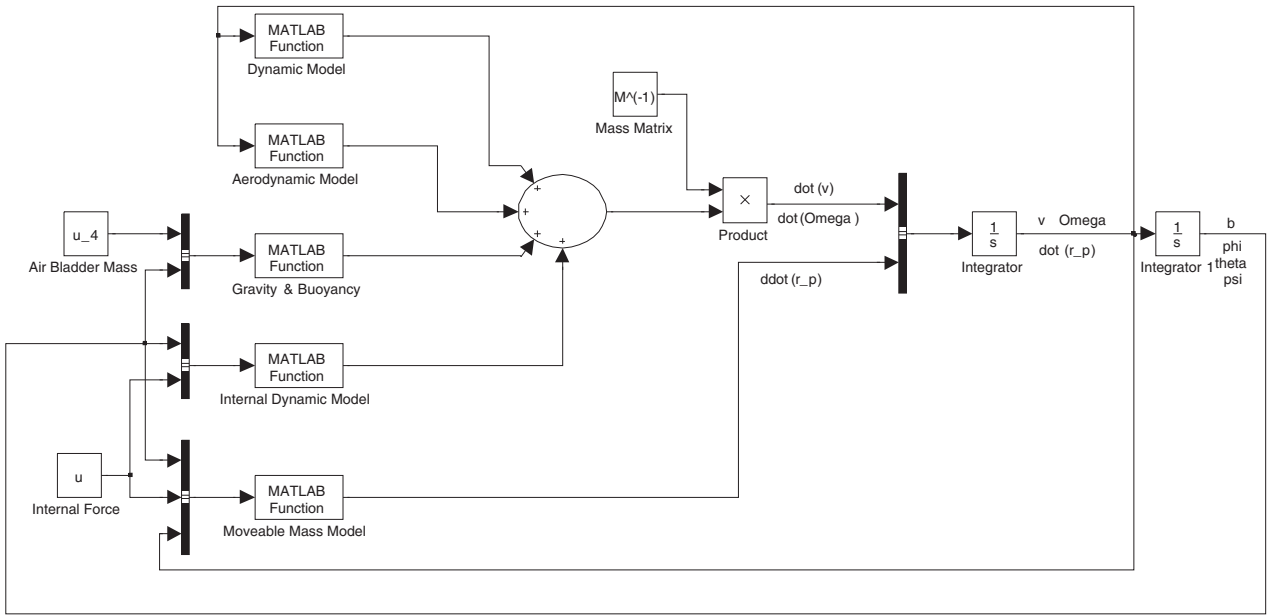 MATLAB
Function
Dynamic Model
M^(-1)
Mass Matrix
MATLAB
Function
Aerodynamic Model
+
+
+
+
×
Product
dot (v)
dot (Omega )
u_4
Air Bladder Mass
MATLAB
Function
Gravity & Buoyancy
1
s
Integrator
v Omega
dot (r_p)
1
s
Integrator 1
b
phi
theta
psi
ddot (r_p)
MATLAB
Function
Internal Dynamic Model
u
Internal Force
MATLAB
Function
Moveable Mass Model